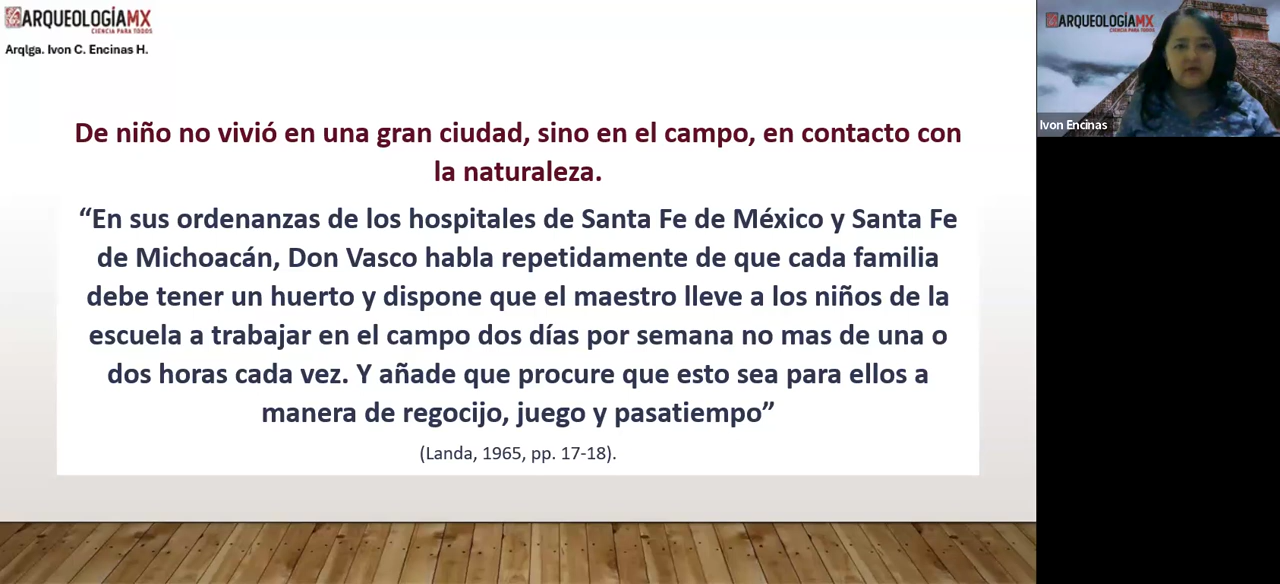 ARQUEOLOGÍAMX
CIENCIA PARA TODOS
Arqlga. Ivon C. Encinas H.
De niño no vivió en una gran ciudad, sino en el campo, en contacto con
la naturaleza.
“En sus ordenanzas de los hospitales de Santa Fe de México y Santa Fe
de Michoacán, Don Vasco habla repetidamente de que cada familia
debe tener un huerto y dispone que el maestro lleve a los niños de la
escuela a trabajar en el campo dos días por semana no mas de una o
dos horas cada vez. Y añade que procure que esto sea para ellos a
manera de regocijo, juego y pasatiempo”
(Landa, 1965, pp. 17-18).
ARQUEOLOGÍAMX
CIENCIA PARA TODOS
Ivon Encinas